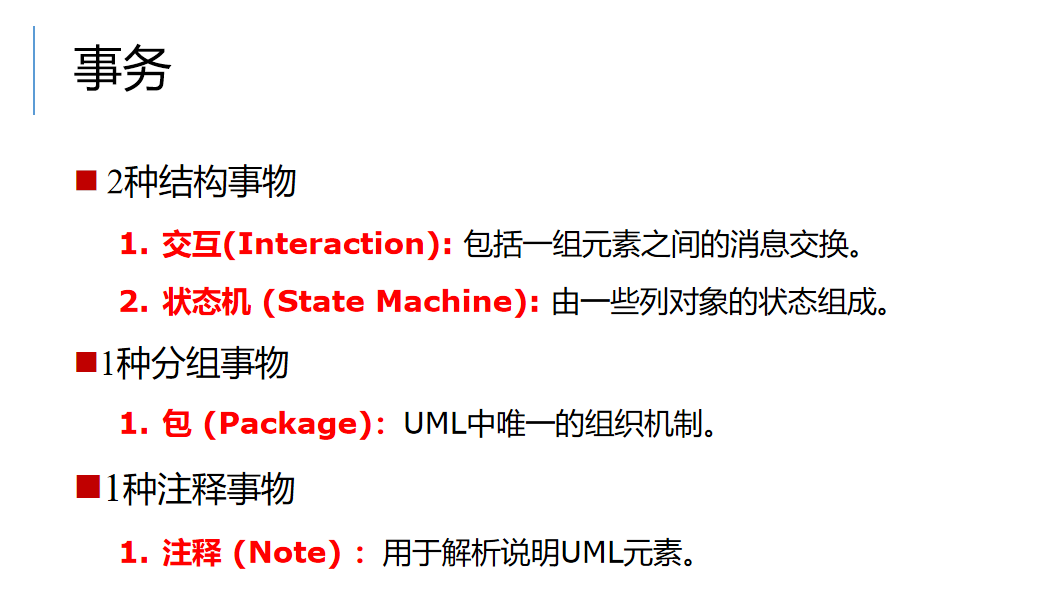 事务
2种结构事物
1. 交互(Interaction): 包括一组元素之间的消息交换。
2. 状态机 (State Machine): 由一些列对象的状态组成。
1种分组事物
1. 包 (Package)：UML中唯一的组织机制。
1种注释事物
1. 注释 (Note) ：用于解析说明UML元素。